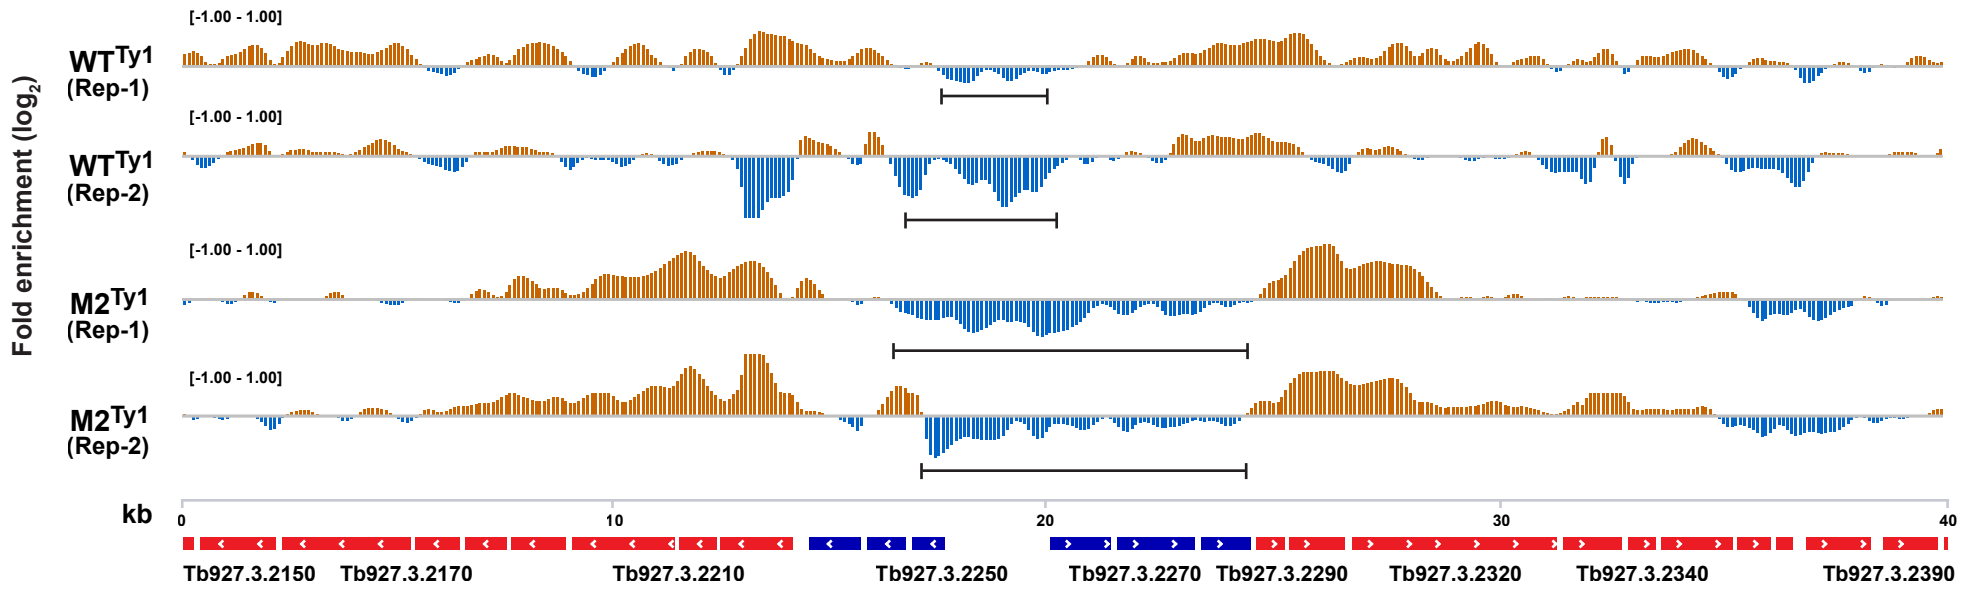 Fold enrichment (log2)
[-1.00 - 1.00]
WTTy1
(Rep-1)
[-1.00 - 1.00]
WTTy1
(Rep-2)
[-1.00 - 1.00]
M2Ty1
(Rep-1)
[-1.00 - 1.00]
M2Ty1
(Rep-2)
kb
0 10 20 30 40
Tb927.3.2150 Tb927.3.2170 Tb927.3.2210 Tb927.3.2250 Tb927.3.2270 Tb927.3.2290 Tb927.3.2320 Tb927.3.2340 Tb927.3.2390